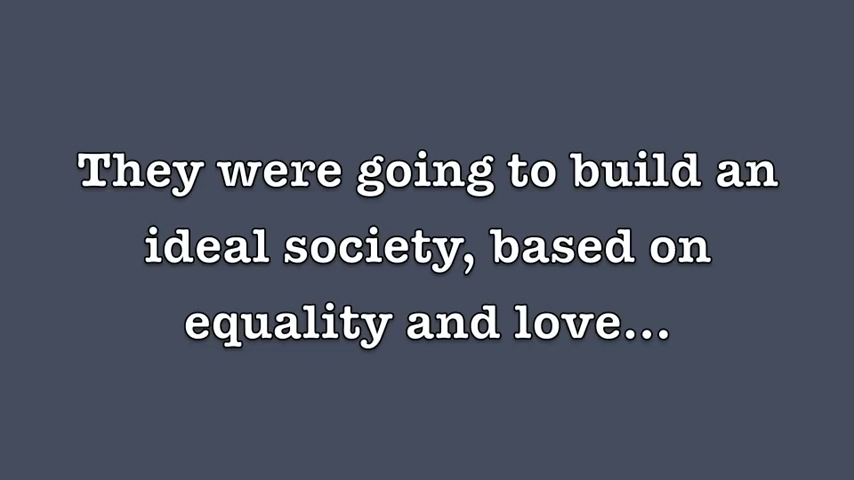 They were going to build an
ideal society, based on
equality and love...